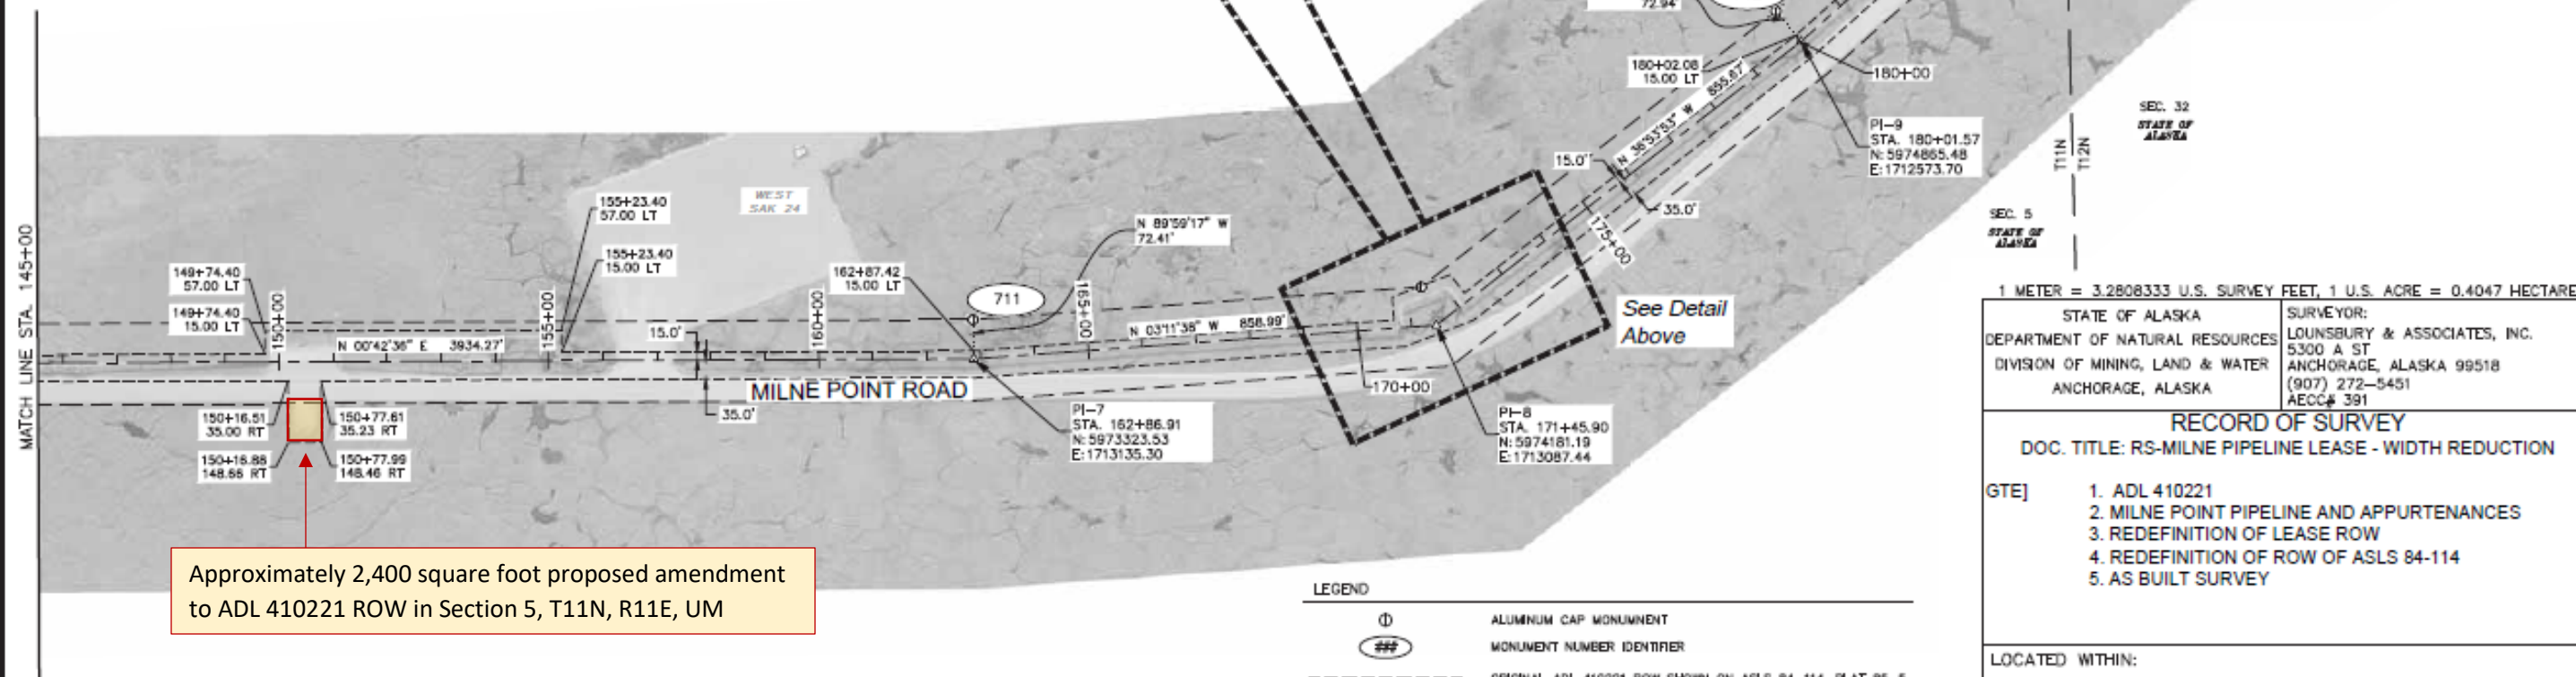 MATCH LINE STA. 145+00
149+74.40
57.00 LT
149+74.40
15.00 LT
150+00
N 00°42'36" E 3934.27'
155+00
155+23.40
57.00 LT
155+23.40
15.00 LT
WEST
SAK 24
15.0'
160+00
162+87.42
15.00 LT
711
165+00
N 89°59'17" W
72.41'
N 03°11'38" W 858.99'
MILNE POINT ROAD
35.0'
150+16.51
35.00 RT
150+77.61
35.23 RT
150+16.88
148.66 RT
150+77.99
148.46 RT
PI-7
STA. 162+86.91
N:5973323.53
E:1713135.30
170+00
PI-8
STA. 171+45.90
N:5974181.19
E:1713087.44
See Detail
Above
175+00
15.0'
35.0'
N 36°53'53" W 855.67'
72.94'
180+02.08
15.00 LT
180+00
PI-9
STA. 180+01.57
N:5974865.48
E:1712573.70
T11N
T12N
SEC. 32
STATE OF
ALASKA
SEC. 5
STATE OF
ALASKA
Approximately 2,400 square foot proposed amendment
to ADL 410221 ROW in Section 5, T11N, R11E, UM
LEGEND
ALUMINUM CAP MONUMNENT
### MONUMENT NUMBER IDENTIFIER
ORIGINAL ADL 410221 ROW SHOWN ON ASLS 84-114, PLAT
1 METER = 3.2808333 U.S. SURVEY FEET, 1 U.S. ACRE = 0.4047 HECTARE
STATE OF ALASKA
DEPARTMENT OF NATURAL RESOURCES
DIVISION OF MINING, LAND & WATER
ANCHORAGE, ALASKA
SURVEYOR:
LOUNSBURY & ASSOCIATES, INC.
5300 A ST
ANCHORAGE, ALASKA 99518
(907) 272-5451
AECC# 391
RECORD OF SURVEY
DOC. TITLE: RS-MILNE PIPELINE LEASE - WIDTH REDUCTION
GTE] 1. ADL 410221
2. MILNE POINT PIPELINE AND APPURTENANCES
3. REDEFINITION OF LEASE ROW
4. REDEFINITION OF ROW OF ASLS 84-114
5. AS BUILT SURVEY
LOCATED WITHIN: